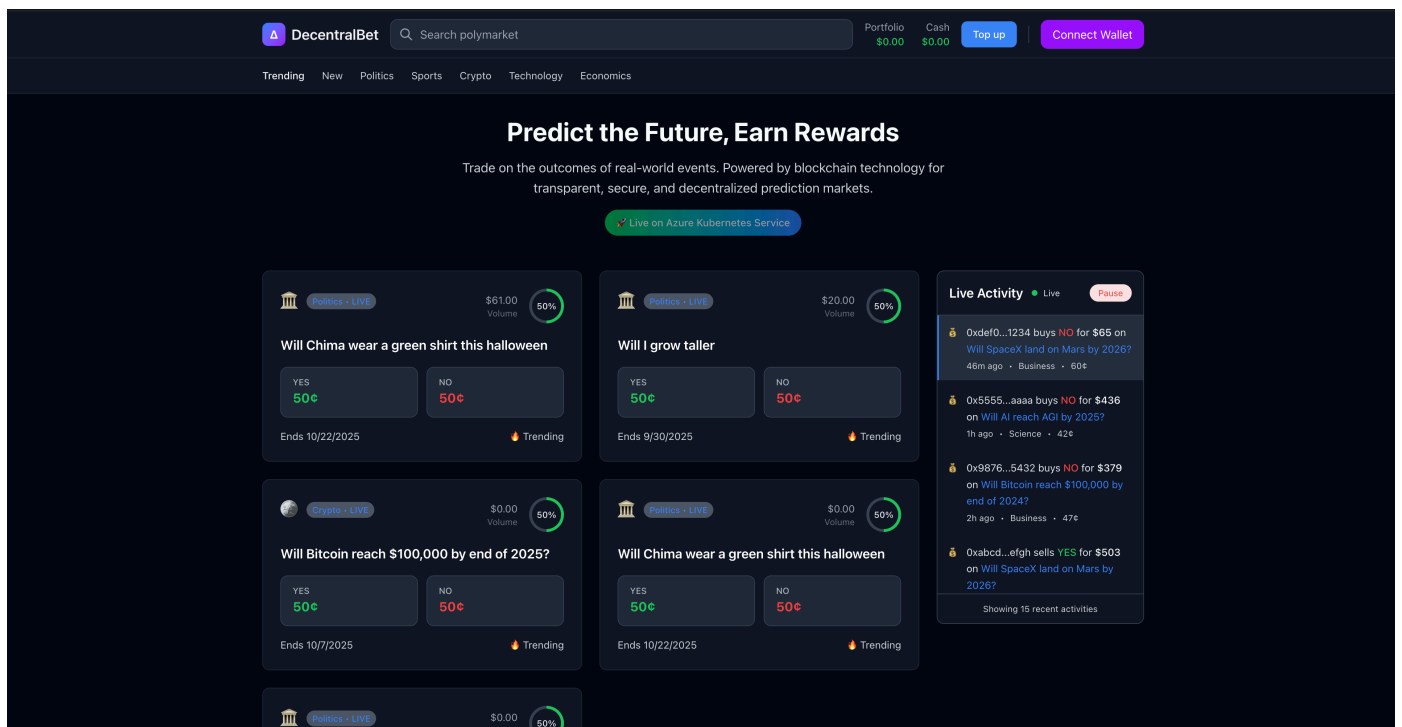 Δ DecentralBet
Search polymarket
Portfolio
$0.00
Cash
$0.00
Top up
Connect Wallet
Trending New Politics Sports Crypto Technology Economics
Predict the Future, Earn Rewards
Trade on the outcomes of real-world events. Powered by blockchain technology for
transparent, secure, and decentralized prediction markets.
🚀 Live on Azure Kubernetes Service
🏛️ Politics • LIVE
$61.00
Volume
50%
Will Chima wear a green shirt this halloween
YES
50¢
NO
50¢
Ends 10/22/2025
🔥 Trending
🏛️ Politics • LIVE
$20.00
Volume
50%
Will I grow taller
YES
50¢
NO
50¢
Ends 9/30/2025
🔥 Trending
Crypto • LIVE
$0.00
Volume
50%
Will Bitcoin reach $100,000 by end of 2025?
YES
50¢
NO
50¢
Ends 10/7/2025
🔥 Trending
🏛️ Politics • LIVE
$0.00
Volume
50%
Will Chima wear a green shirt this halloween
YES
50¢
NO
50¢
Ends 10/22/2025
🔥 Trending
🏛️ Politics • LIVE
$0.00
50%
Live Activity • Live
Pause
0xdef0...1234 buys NO for $65 on
Will SpaceX land on Mars by 2026?
46m ago • Business • 60¢
0x5555...aaaa buys NO for $436
on Will AI reach AGI by 2025?
1h ago • Science • 42¢
0x9876...5432 buys NO for $379
on Will Bitcoin reach $100,000 by
end of 2024?
2h ago • Business • 47¢
0xabcd...efgh sells YES for $503
on Will SpaceX land on Mars by
2026?
Showing 15 recent activities